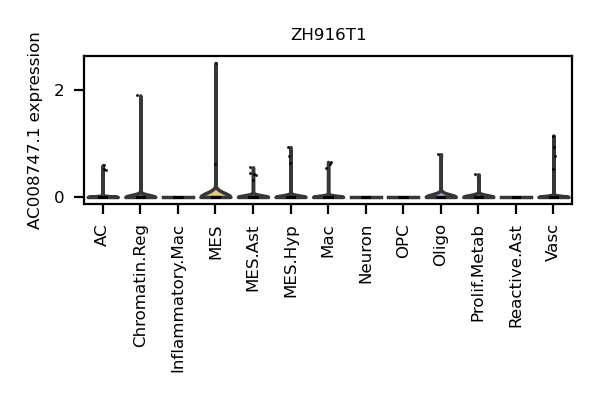 ZH916T1
AC008747.1 expression
2
0
AC
Chromatin.Reg
Inflammatory.Mac
MES
MES.Ast
MES.Hyp
Mac
Neuron
OPC
Oligo
Prolif.Metab
Reactive.Ast
Vasc